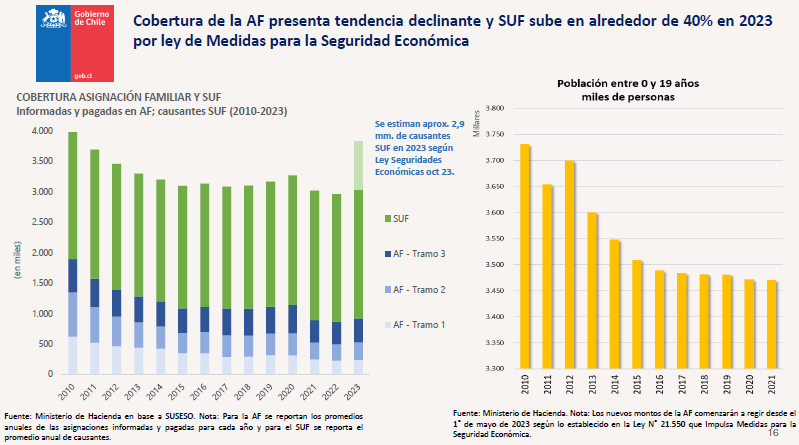 Gobierno
de Chile
gob.cl
Cobertura de la AF presenta tendencia declinante y SUF sube en alrededor de 40% en 2023
por ley de Medidas para la Seguridad Económica
COBERTURA ASIGNACIÓN FAMILIAR Y SUF
Informadas y pagadas en AF; causantes SUF (2010-2023)
(en miles)
4.000
3.500
3.000
2.500
2.000
1.500
1.000
500
0
2010
2011
2012
2013
2014
2015
2016
2017
2018
2019
2020
2021
2022
2023
Se estiman aprox. 2,9
mm. de causantes
SUF en 2023 según
Ley Seguridades
Económicas oct 23.
SUF
AF - Tramo 3
AF - Tramo 2
AF - Tramo 1
Fuente: Ministerio de Hacienda en base a SUSESO. Nota: Para la AF se reportan los promedios
anuales de las asignaciones informadas y pagadas para cada año y para el SUF se reporta el
promedio anual de causantes.
Población entre 0 y 19 años
miles de personas
Millares
3.800
3.750
3.700
3.650
3.600
3.550
3.500
3.450
3.400
3.350
3.300
2010
2011
2012
2013
2014
2015
2016
2017
2018
2019
2020
2021
Fuente: Ministerio de Hacienda. Nota: Los nuevos montos de la AF comenzarán a regir desde el
1° de mayo de 2023 según lo establecido en la Ley N° 21.550 que Impulsa Medidas para la
Seguridad Económica.
16